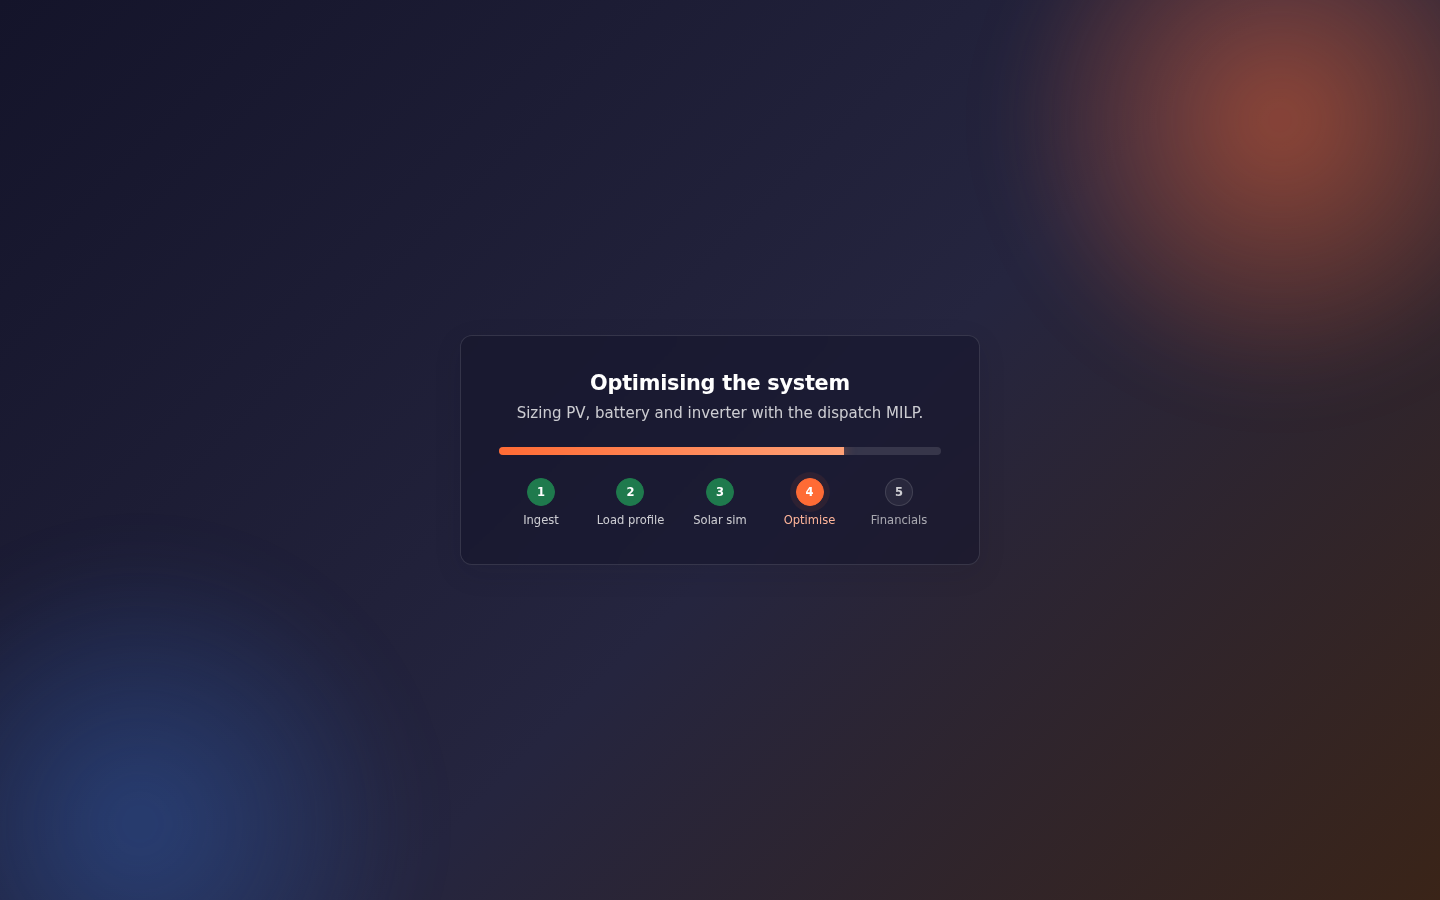 Optimising the system
Sizing PV, battery and inverter with the dispatch MILP.
1 2 3 4 5
Ingest Load profile Solar sim Optimise Financials